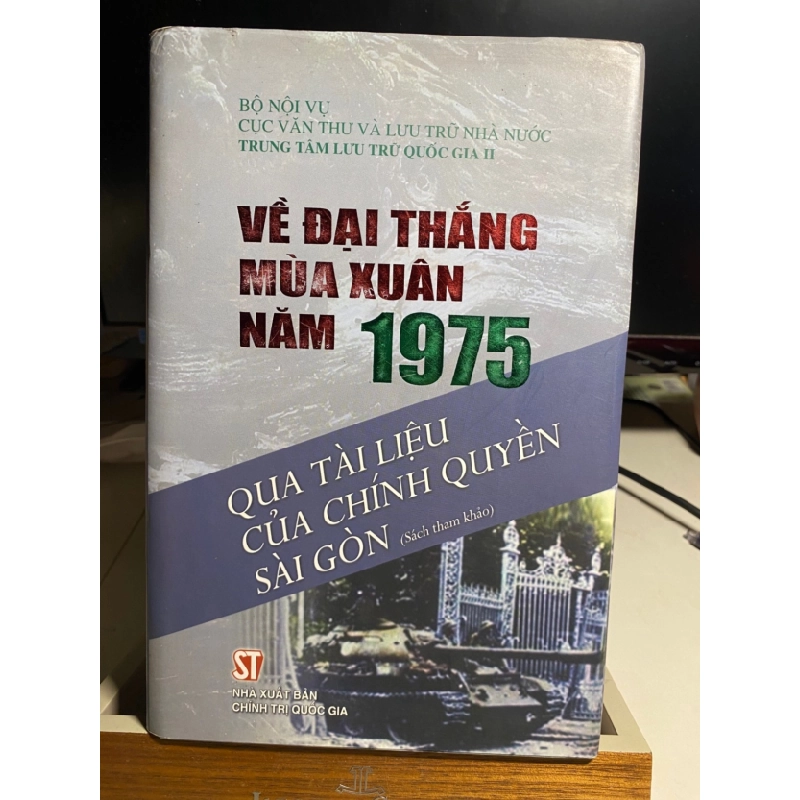 BỘ NỘI VỤ
CỤC VĂN THƯ VÀ LƯU TRỮ NHÀ NƯỚC
TRUNG TÂM LƯU TRỮ QUỐC GIA II
VỀ ĐẠI THẮNG
MÙA XUÂN
NĂM 1975
QUA TÀI LIỆU
CỦA CHÍNH QUYỀN
SÀI GÒN (Sách tham khảo)
ST
NHÀ XUẤT BẢN
CHÍNH TRỊ QUỐC GIA